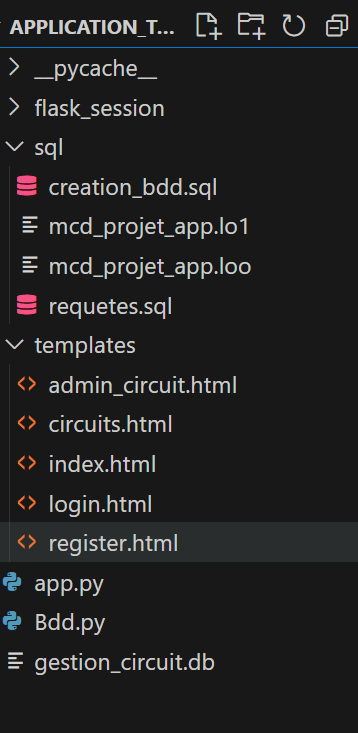 APPLICATION_T...
__pycache__
flask_session
sql
creation_bdd.sql
mcd_projet_app.lo1
mcd_projet_app.loo
requetes.sql
templates
admin_circuit.html
circuits.html
index.html
login.html
register.html
app.py
Bdd.py
gestion_circuit.db